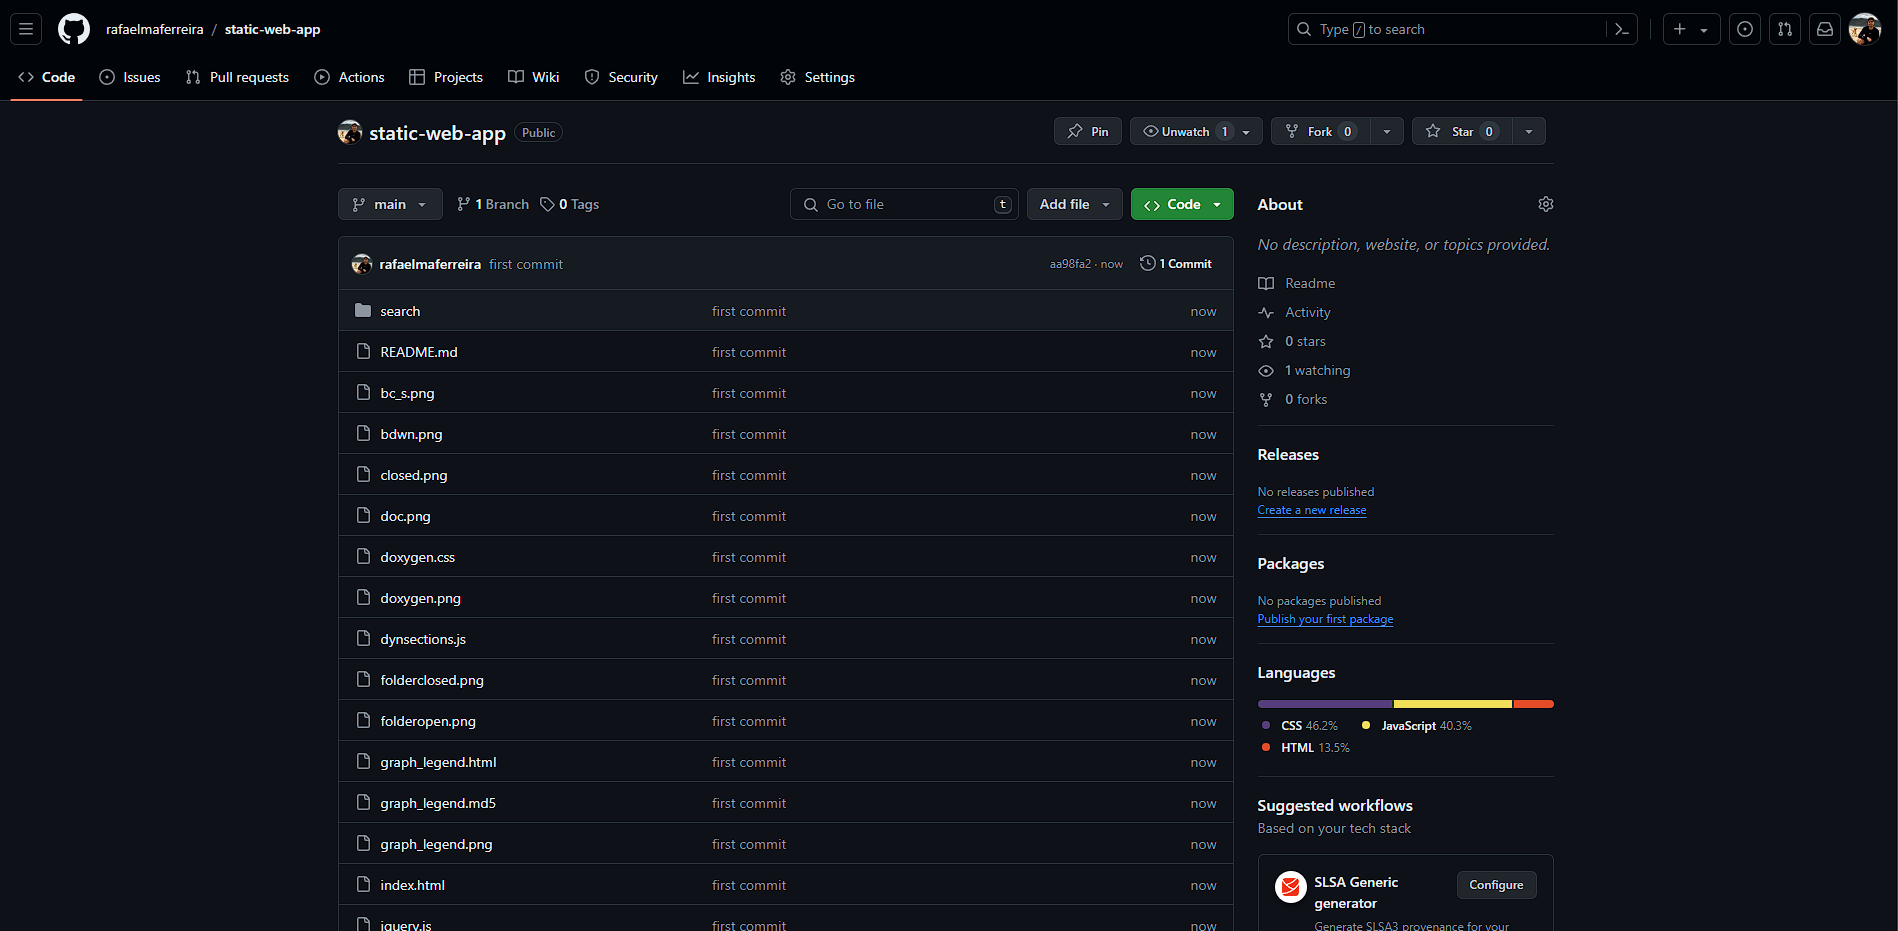 rafaelmaferreira / static-web-app
Type / to search
Code Issues Pull requests Actions Projects Wiki Security Insights Settings
static-web-app Public
Pin Unwatch 1 Fork 0 Star 0
main 1 Branch 0 Tags Go to file t Add file Code
rafaelmaferreira first commit aa98fa2 · now 1 Commit
search first commit now
README.md first commit now
bc_s.png first commit now
bdwn.png first commit now
closed.png first commit now
doc.png first commit now
doxygen.css first commit now
doxygen.png first commit now
dynsections.js first commit now
folderclosed.png first commit now
folderopen.png first commit now
graph_legend.html first commit now
graph_legend.md5 first commit now
graph_legend.png first commit now
index.html first commit now
jquery.js first commit now
About
No description, website, or topics provided.
Readme
Activity
0 stars
1 watching
0 forks
Releases
No releases published
Create a new release
Packages
No packages published
Publish your first package
Languages
CSS 46.2% JavaScript 40.3%
HTML 13.5%
Suggested workflows
Based on your tech stack
SLSA Generic
generator
Configure
Generate SLSA3 provenance for your